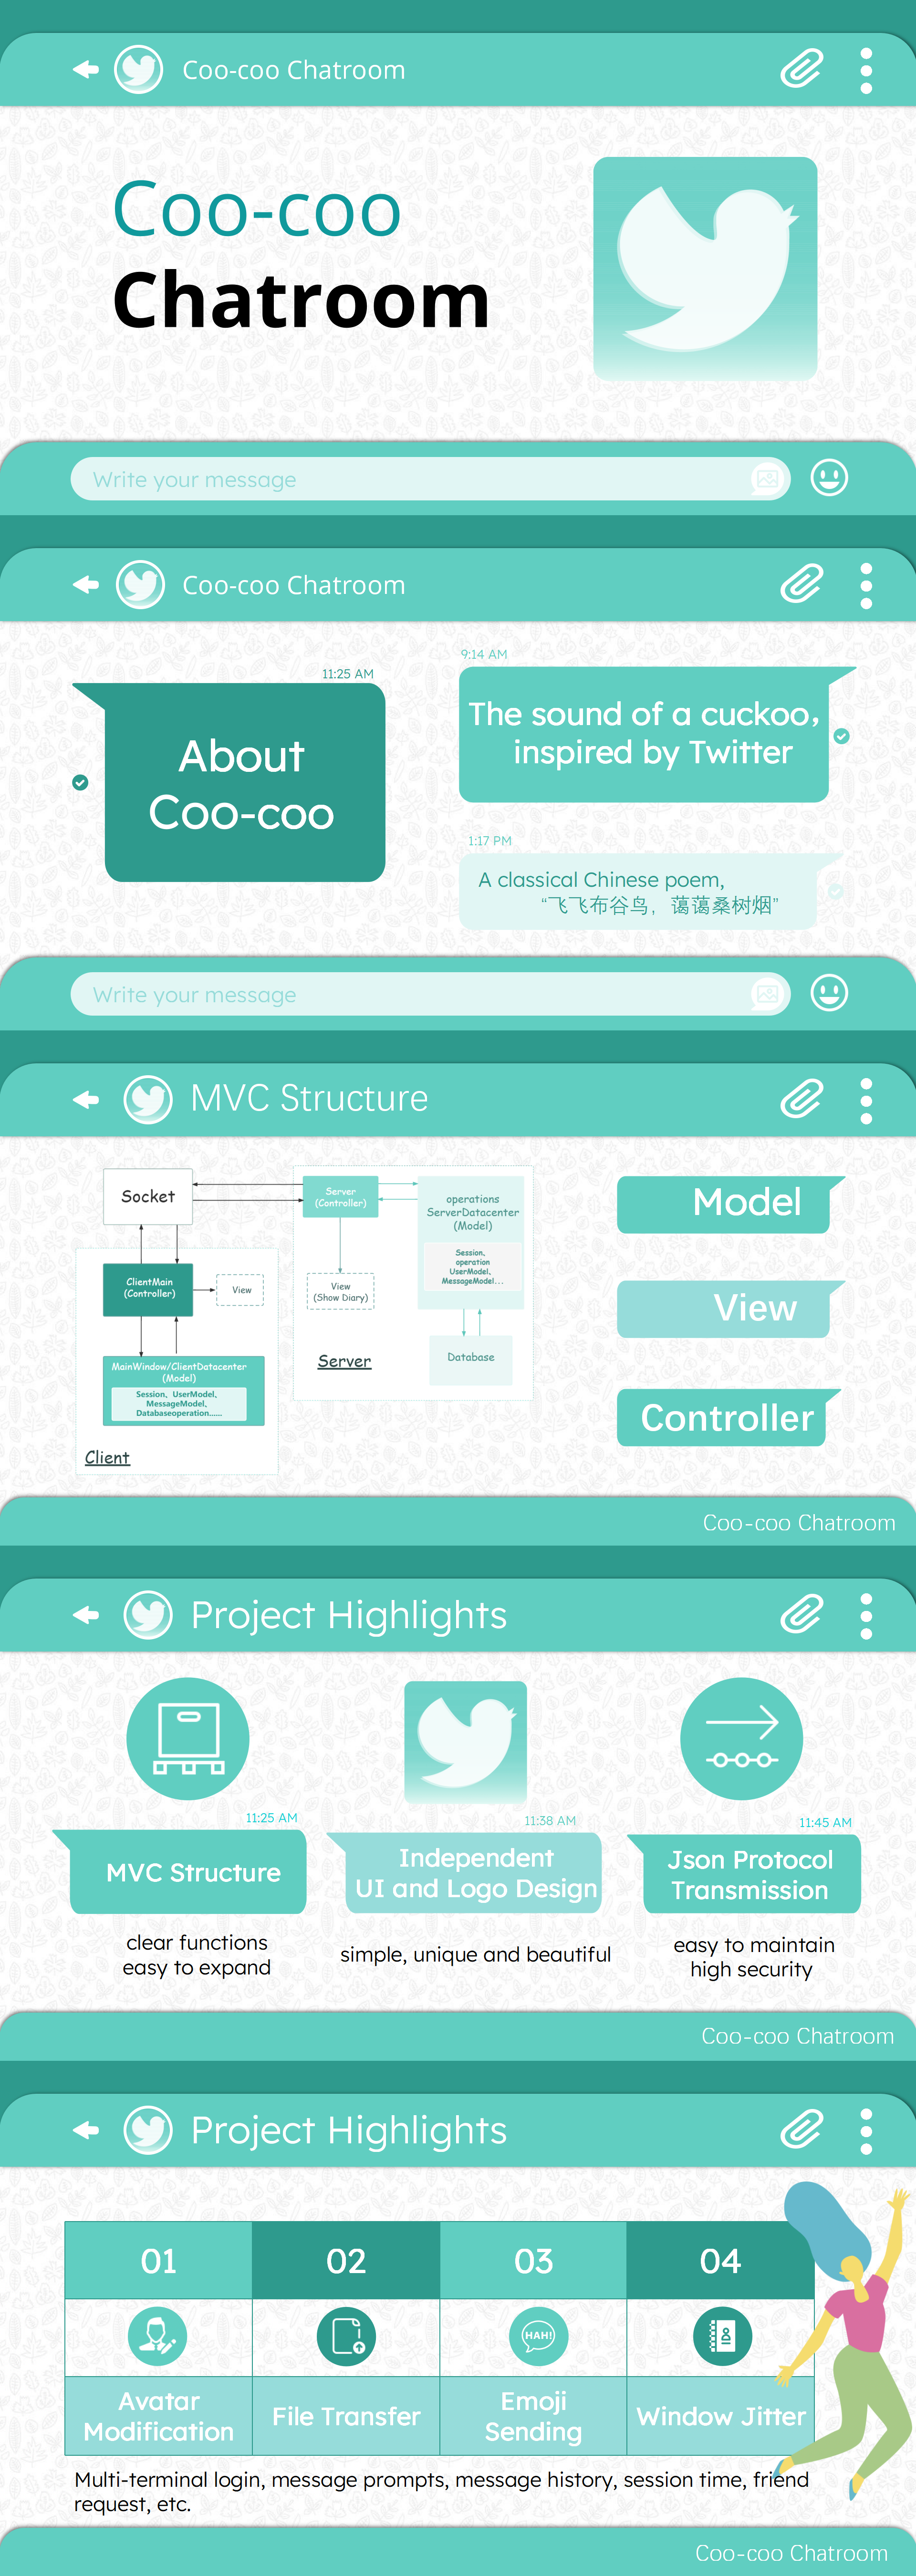 Coo-coo Chatroom
Coo-coo
Chatroom
Write your message
Coo-coo Chatroom
11:25 AM
About
Coo-coo
9:14 AM
The sound of a cuckoo,
inspired by Twitter
1:17 PM
A classical Chinese poem,
“飞飞布谷鸟，蔼蔼桑树烟”
Write your message
MVC Structure
Socket
ClientMain
(Controller)
View
MainWindow/ClientDatacenter
(Model)
Session、UserModel、
MessageModel、
Databaseoperation......
Client
Server
(Controller)
View
(Show Diary)
Server
operations
ServerDatacenter
(Model)
Session、
operation
UserModel、
MessageModel...
Database
Model
View
Controller
Coo-coo Chatroom
Project Highlights
11:25 AM
MVC Structure
clear functions
easy to expand
11:38 AM
Independent
UI and Logo Design
simple, unique and beautiful
11:45 AM
Json Protocol
Transmission
easy to maintain
high security
Coo-coo Chatroom
Project Highlights
01
02
03
04
HAH!
IDO
Avatar
Modification
File Transfer
Emoji
Sending
Window Jitter
Multi-terminal login, message prompts, message history, session time, friend
request, etc.
Coo-coo Chatroom